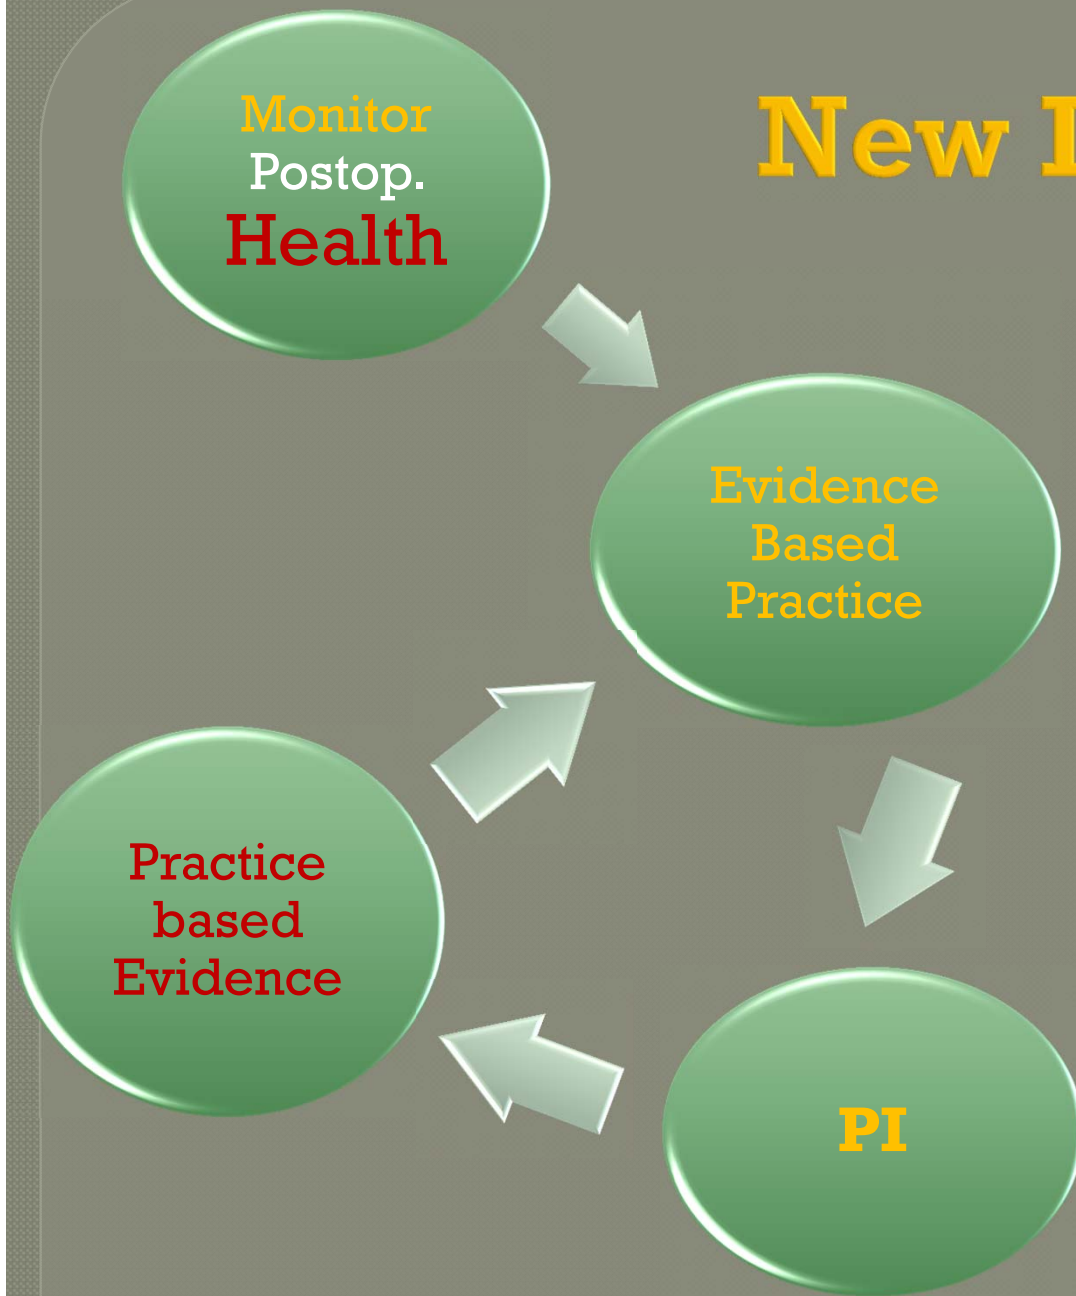 New
Monitor
Postop.
Health
Evidence
Based
Practice
Practice
based
Evidence
PI